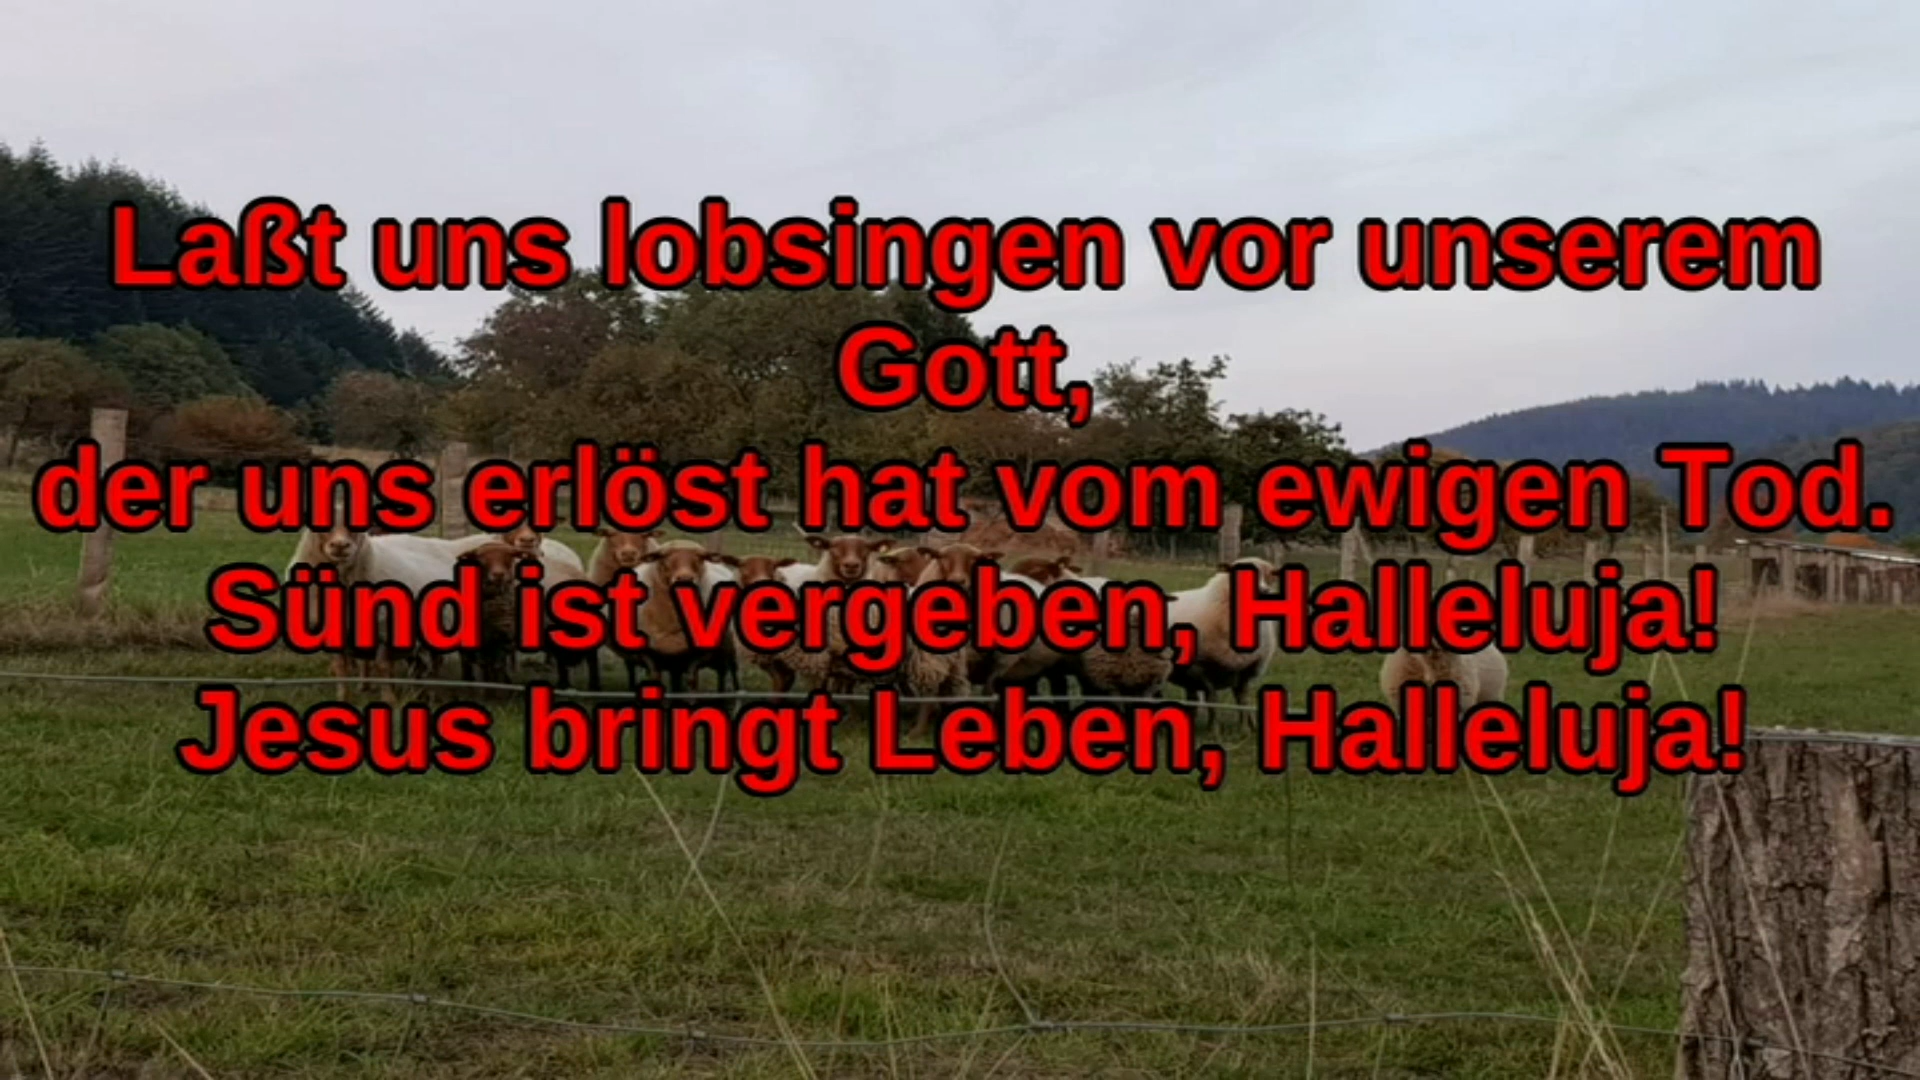 Laßt uns lobsingen vor unserem
Gott,
der uns erlöst hat vom ewigen Tod.
Sünd ist vergeben, Halleluja!
Jesus bringt Leben, Halleluja!